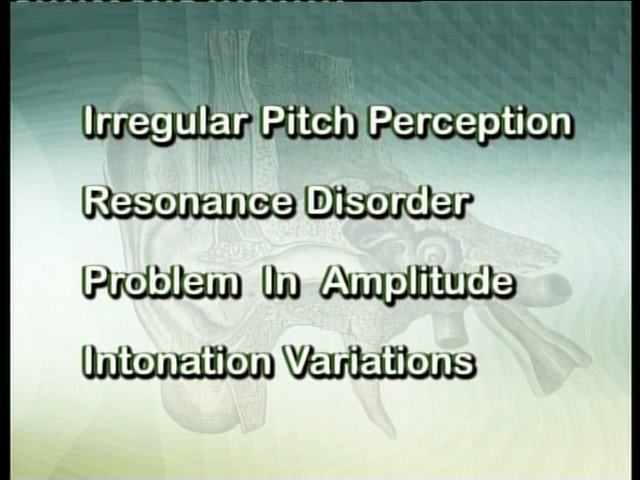 Irregular Pitch Perception
Resonance Disorder
Problem In Amplitude
Intonation Variations